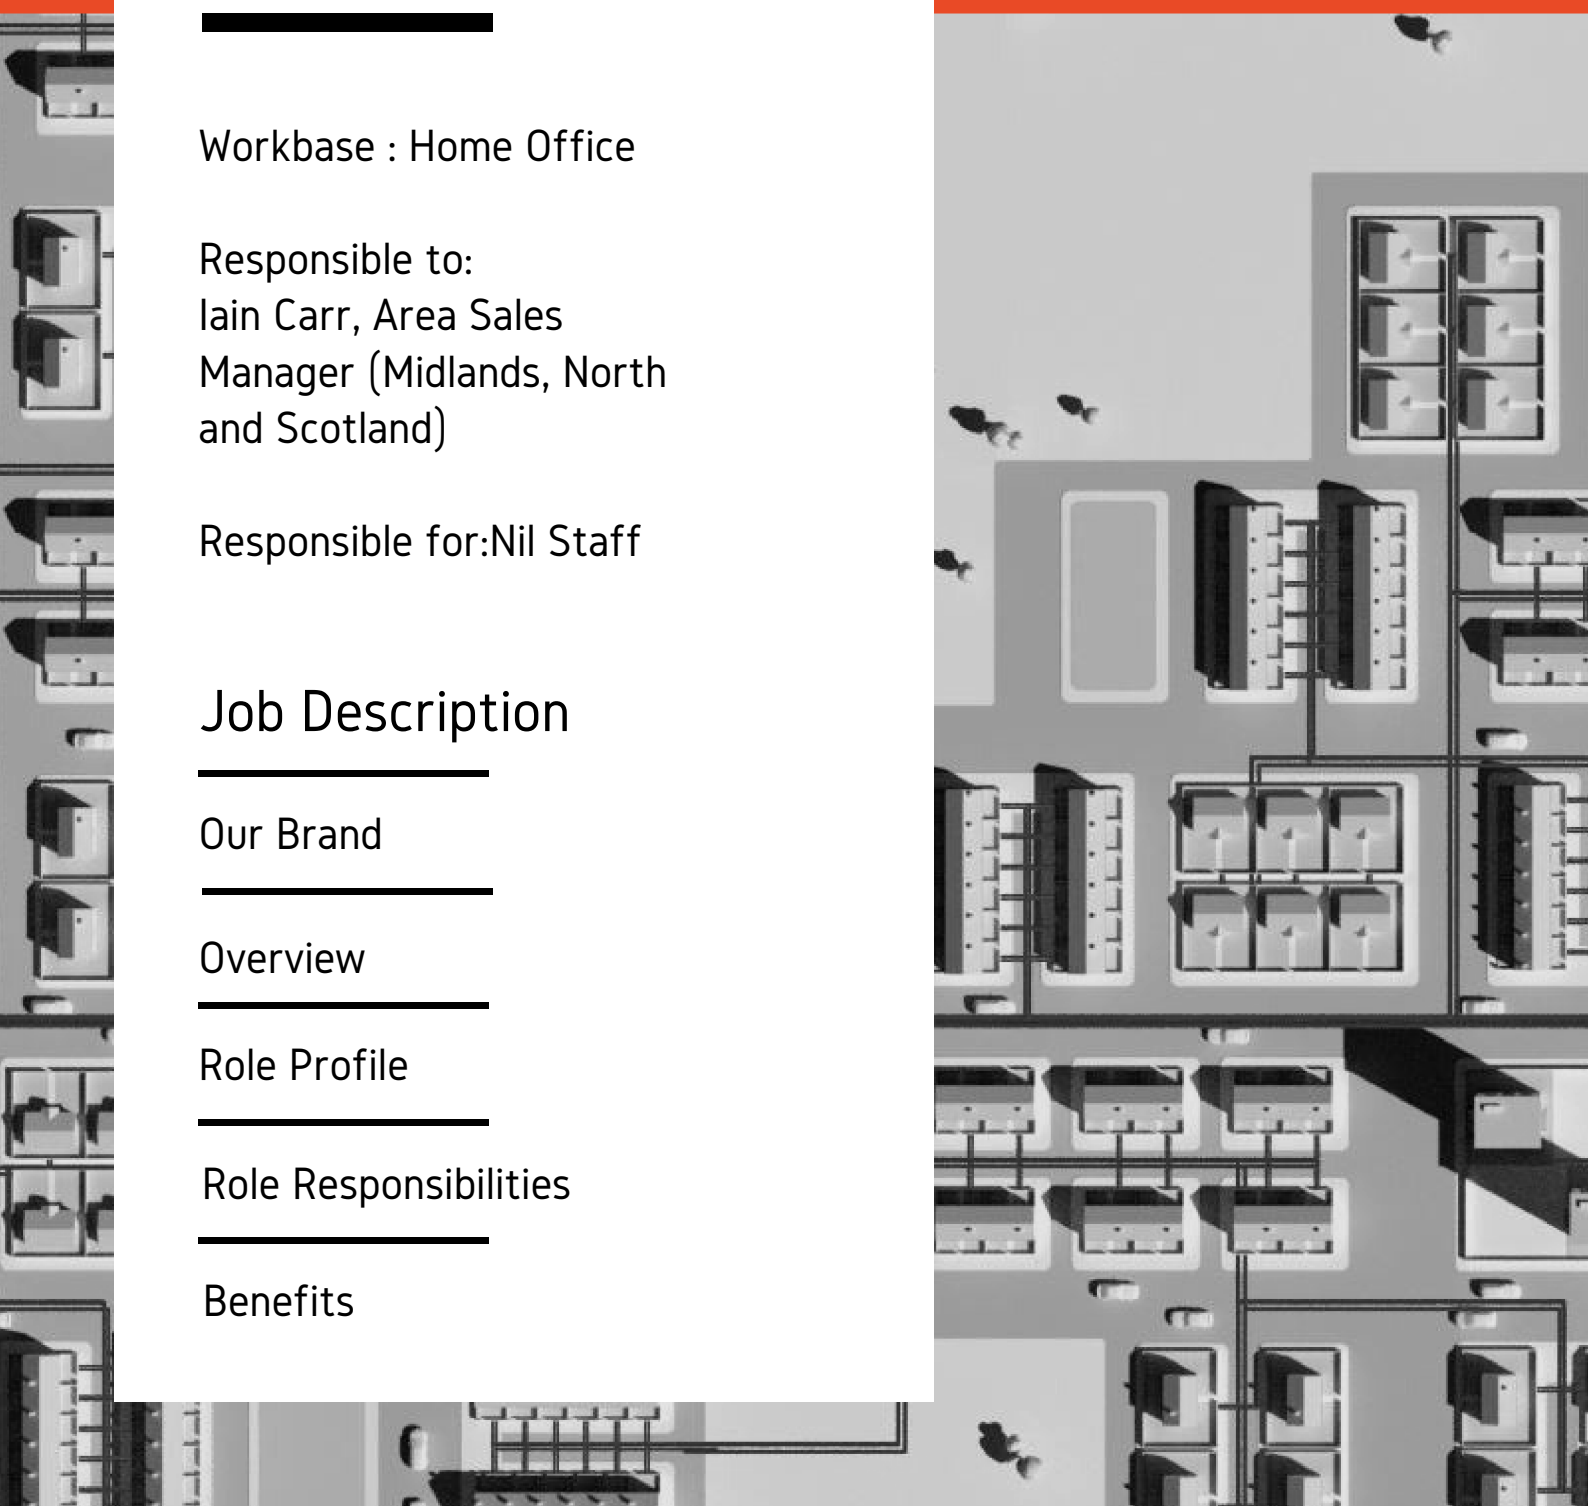 Workbase : Home Office
Responsible to:
Iain Carr, Area Sales
Manager (Midlands, North
and Scotland)
Responsible for:Nil Staff
Job Description
Our Brand
Overview
Role Profile
Role Responsibilities
Benefits